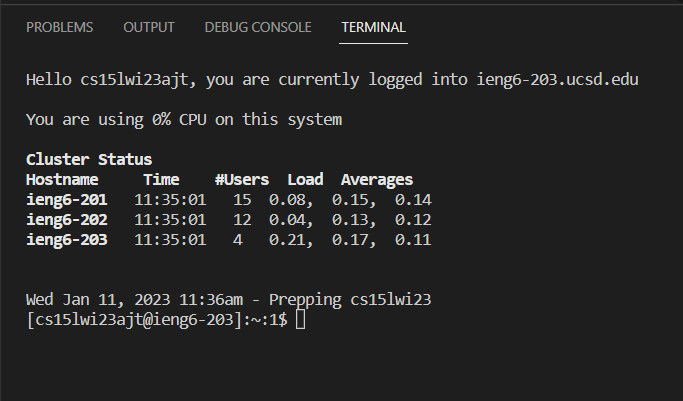 PROBLEMS OUTPUT DEBUG CONSOLE TERMINAL
Hello cs15lwi23ajt, you are currently logged into ieng6-203.ucsd.edu
You are using 0% CPU on this system
Cluster Status
Hostname Time #Users Load Averages
ieng6-201 11:35:01 15 0.08, 0.15, 0.14
ieng6-202 11:35:01 12 0.04, 0.13, 0.12
ieng6-203 11:35:01 4 0.21, 0.17, 0.11
Wed Jan 11, 2023 11:36am - Prepping cs15lwi23
[cs15lwi23ajt@ieng6-203]:~:1$